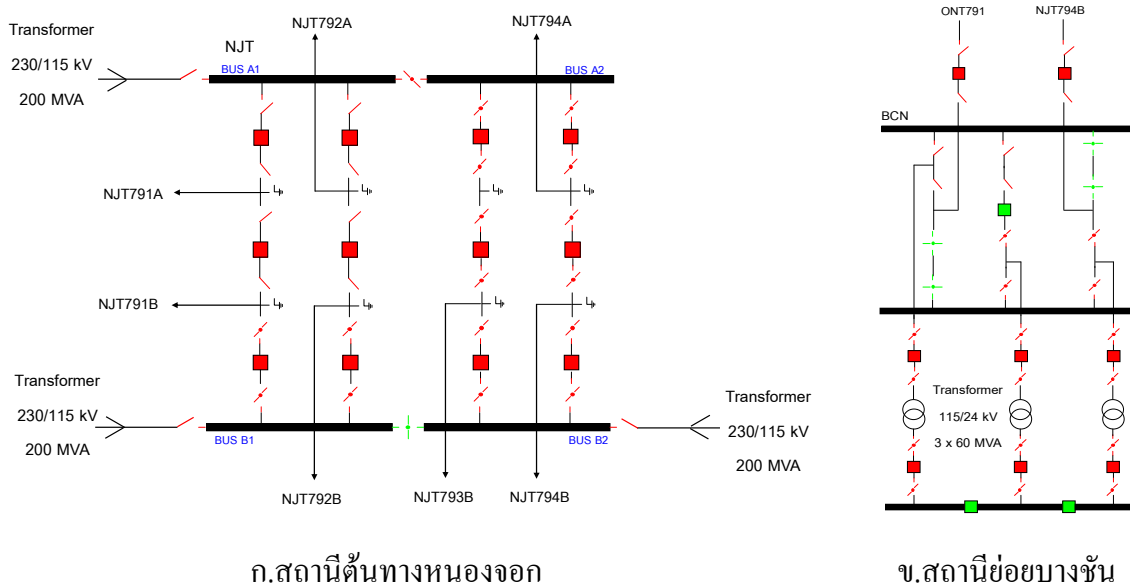 NJT792A
NJT794A
Transformer
230/115 kV
200 MVA
NJT
BUS A1
BUS A2
NJT791A
NJT791B
Transformer
230/115 kV
200 MVA
BUS B1
BUS B2
Transformer
230/115 kV
200 MVA
NJT792B
NJT793B
NJT794B
ก.สถานีต้นทางหนองจอก
ONT791
NJT794B
BCN
Transformer
115/24 kV
3 x 60 MVA
ข.สถานีย่อยบางชัน